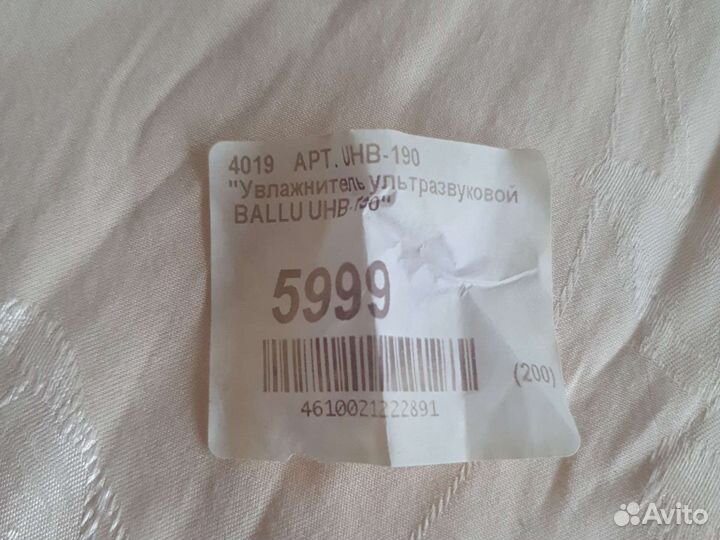 4019 АРТ. UHB-190
"Увлажнитель ультразвуковой
BALLU UHB-190"
5999
(200)
4610021222891
Avito